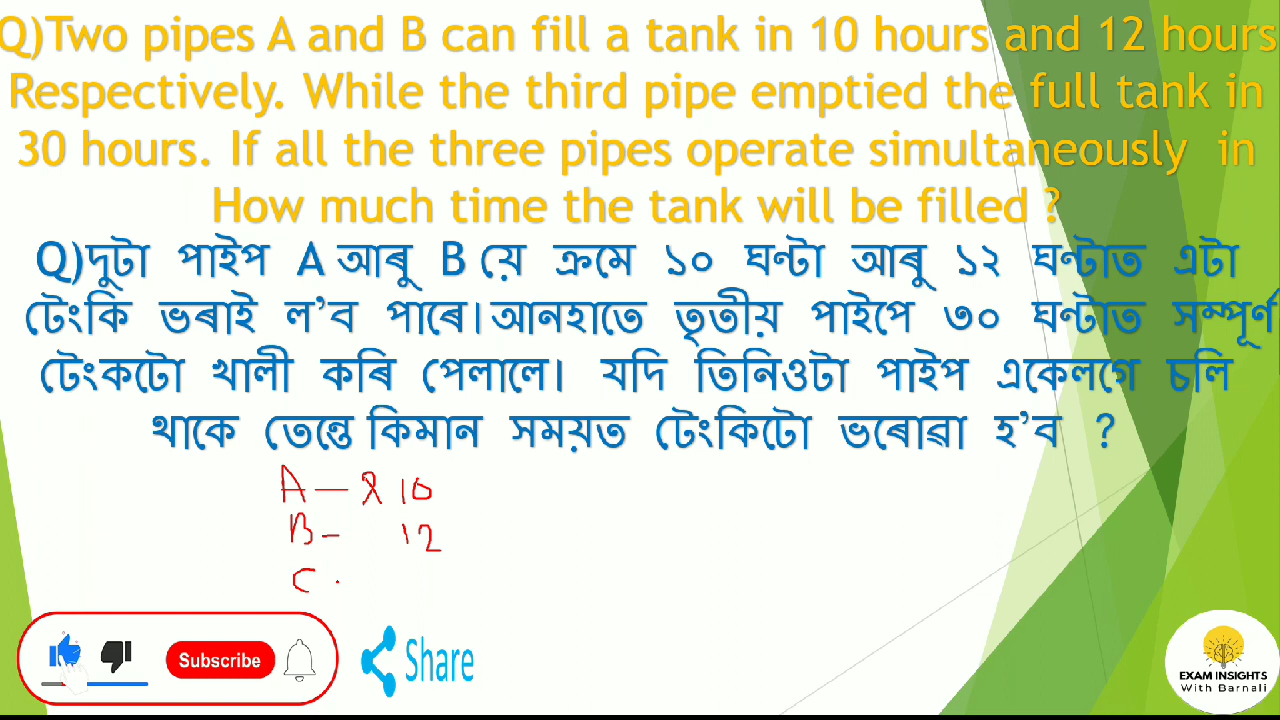 Q)Two pipes A and B can fill a tank in 10 hours and 12 hours
Respectively. While the third pipe emptied the full tank in
30 hours. If all the three pipes operate simultaneously in
How much time the tank will be filled ?
Q)দুটা পাইপ A আৰু B য়ে ক্ৰমে ১০ ঘন্টা আৰু ১২ ঘন্টাত এটা
টেংকি ভৰাই ল’ব পাৰে। আনহাতে তৃতীয় পাইপে ৩০ ঘণ্টাত সম্পূৰ্ণ
টেংকটো খালী কৰি পেলালে। যদি তিনিওটা পাইপ একেলগে চলি
থাকে তেন্তে কিমান সময়ত টেংকিটো ভৰোৱা হ’ব ?
A — 10
B – 12
C
Subscribe
Share
EXAM INSIGHTS
With Barnali